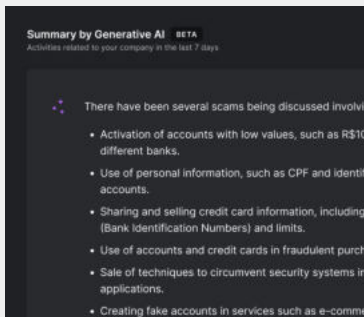 Summary by Generative AI BETA
Activities related to your company in the last 7 days
There have been several scams being discussed involvi
• Activation of accounts with low values, such as R$10
different banks.
• Use of personal information, such as CPF and identif
accounts.
• Sharing and selling credit card information, including
(Bank Identification Numbers) and limits.
• Use of accounts and credit cards in fraudulent purch
• Sale of techniques to circumvent security systems in
applications.
• Creating fake accounts in services such as e-comme